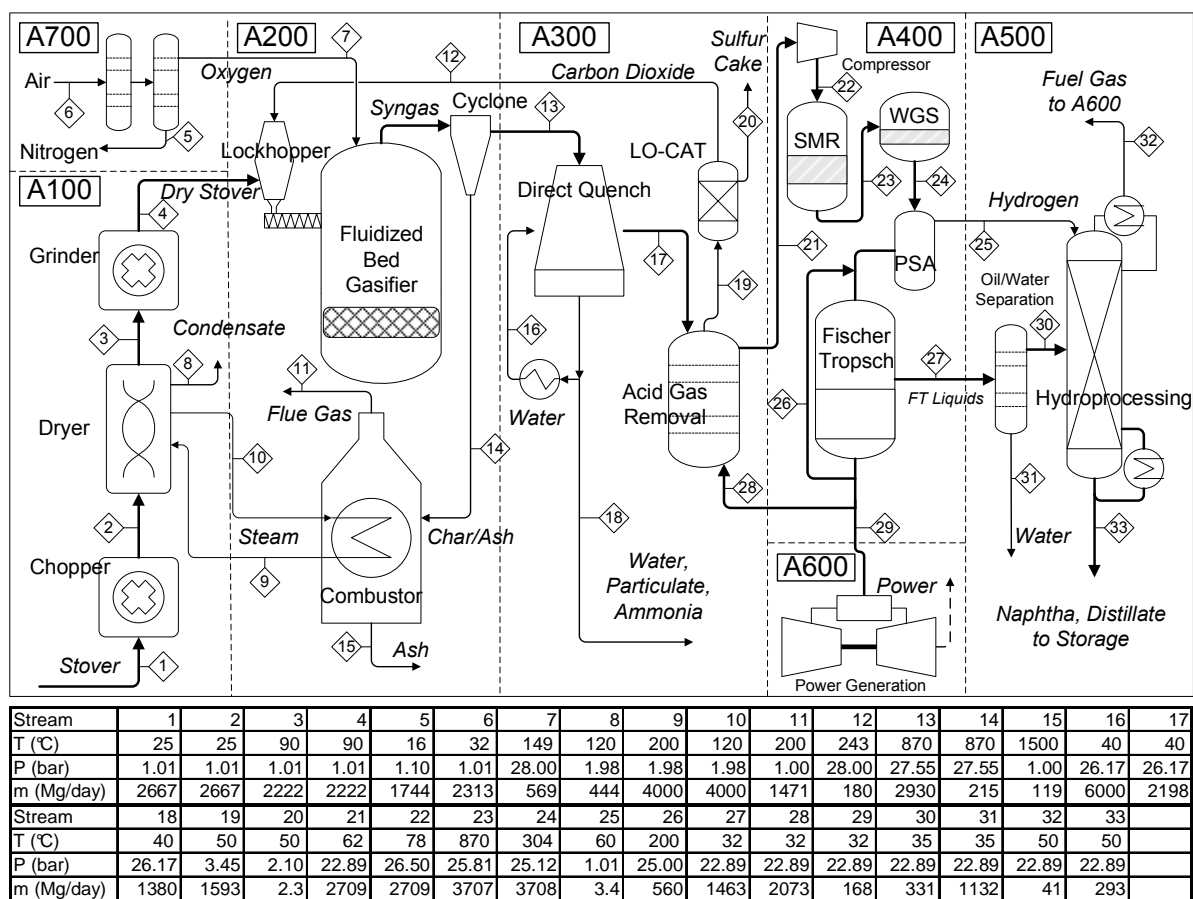 A700
A200
A300
A400
A500
7
12
Sulfur
Cake
Air
Oxygen
Carbon Dioxide
Compressor
Fuel Gas
to A600
6
Syngas
Cyclone
13
20
22
WGS
32
5
Nitrogen
Lockhopper
LO-CAT
SMR
A100
Dry Stover
Direct Quench
23
24
4
Hydrogen
Grinder
Fluidized
Bed
Gasifier
17
21
25
PSA
Oil/Water
Separation
3
Condensate
16
19
30
8
11
Fischer
Tropsch
27
Flue Gas
Acid Gas
Removal
26
FT Liquids
Hydroprocessing
Dryer
Water
10
14
28
31
2
18
29
33
Steam
Char/Ash
Water
9
Chopper
Combustor
Water,
Particulate,
Ammonia
A600
Power
Naphtha, Distillate
to Storage
15
Ash
Stover
1
Power Generation
Stream 1 2 3 4 5 6 7 8 9 10 11 12 13 14 15 16 17
T (℃) 25 25 90 90 16 32 149 120 200 120 200 243 870 870 1500 40 40
P (bar) 1.01 1.01 1.01 1.01 1.10 1.01 28.00 1.98 1.98 1.98 1.00 28.00 27.55 27.55 1.00 26.17 26.17
m (Mg/day) 2667 2667 2222 2222 1744 2313 569 444 4000 4000 1471 180 2930 215 119 6000 2198
Stream 18 19 20 21 22 23 24 25 26 27 28 29 30 31 32 33
T (℃) 40 50 50 62 78 870 304 60 200 32 32 32 35 35 50 50
P (bar) 26.17 3.45 2.10 22.89 26.50 25.81 25.12 1.01 25.00 22.89 22.89 22.89 22.89 22.89 22.89 22.89
m (Mg/day) 1380 1593 2.3 2709 2709 3707 3708 3.4 560 1463 2073 168 331 1132 41 293